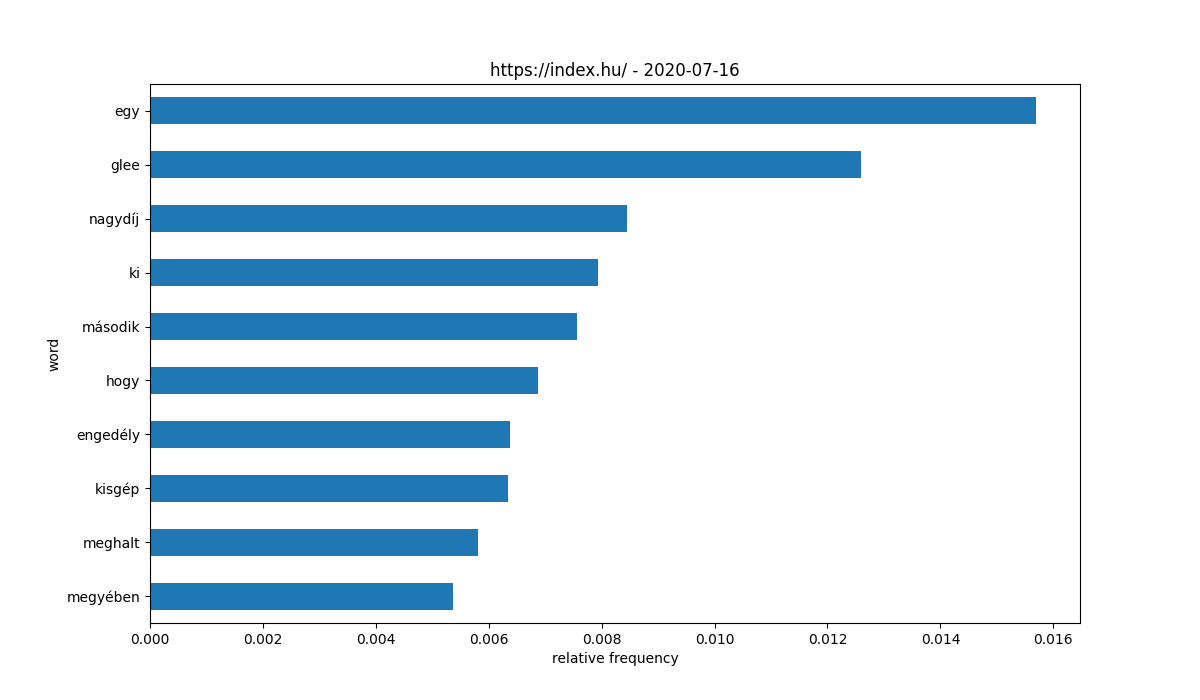 https://index.hu/ - 2020-07-16
egy
glee
nagydíj
ki
második
hogy
engedély
kisgép
meghalt
megyében
word
0.000 0.002 0.004 0.006 0.008 0.010 0.012 0.014 0.016
relative frequency